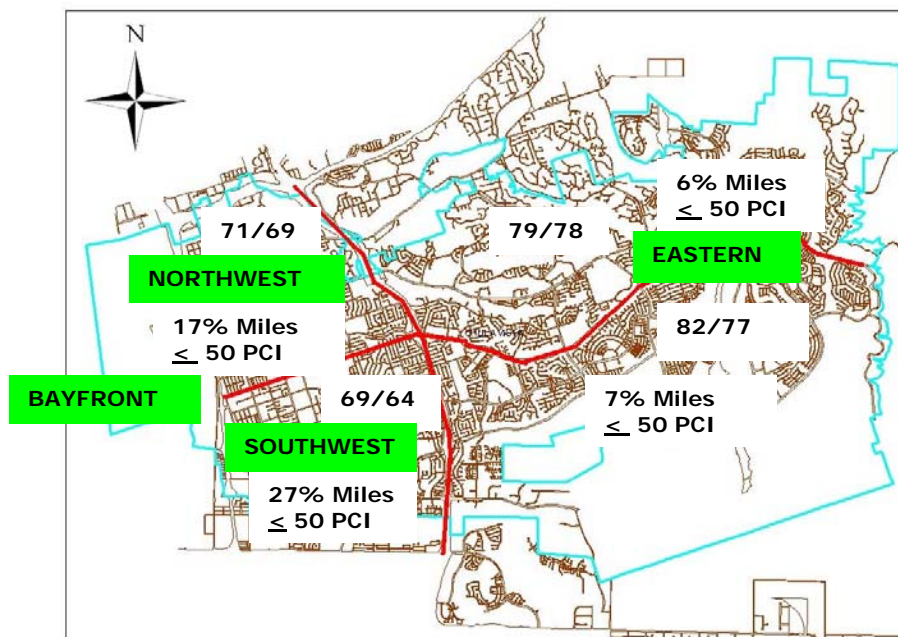 N
6% Miles
≤ 50 PCI
71/69
79/78
EASTERN
NORTHWEST
17% Miles
≤ 50 PCI
82/77
BAYFRONT
69/64
7% Miles
≤ 50 PCI
SOUTHWEST
27% Miles
≤ 50 PCI